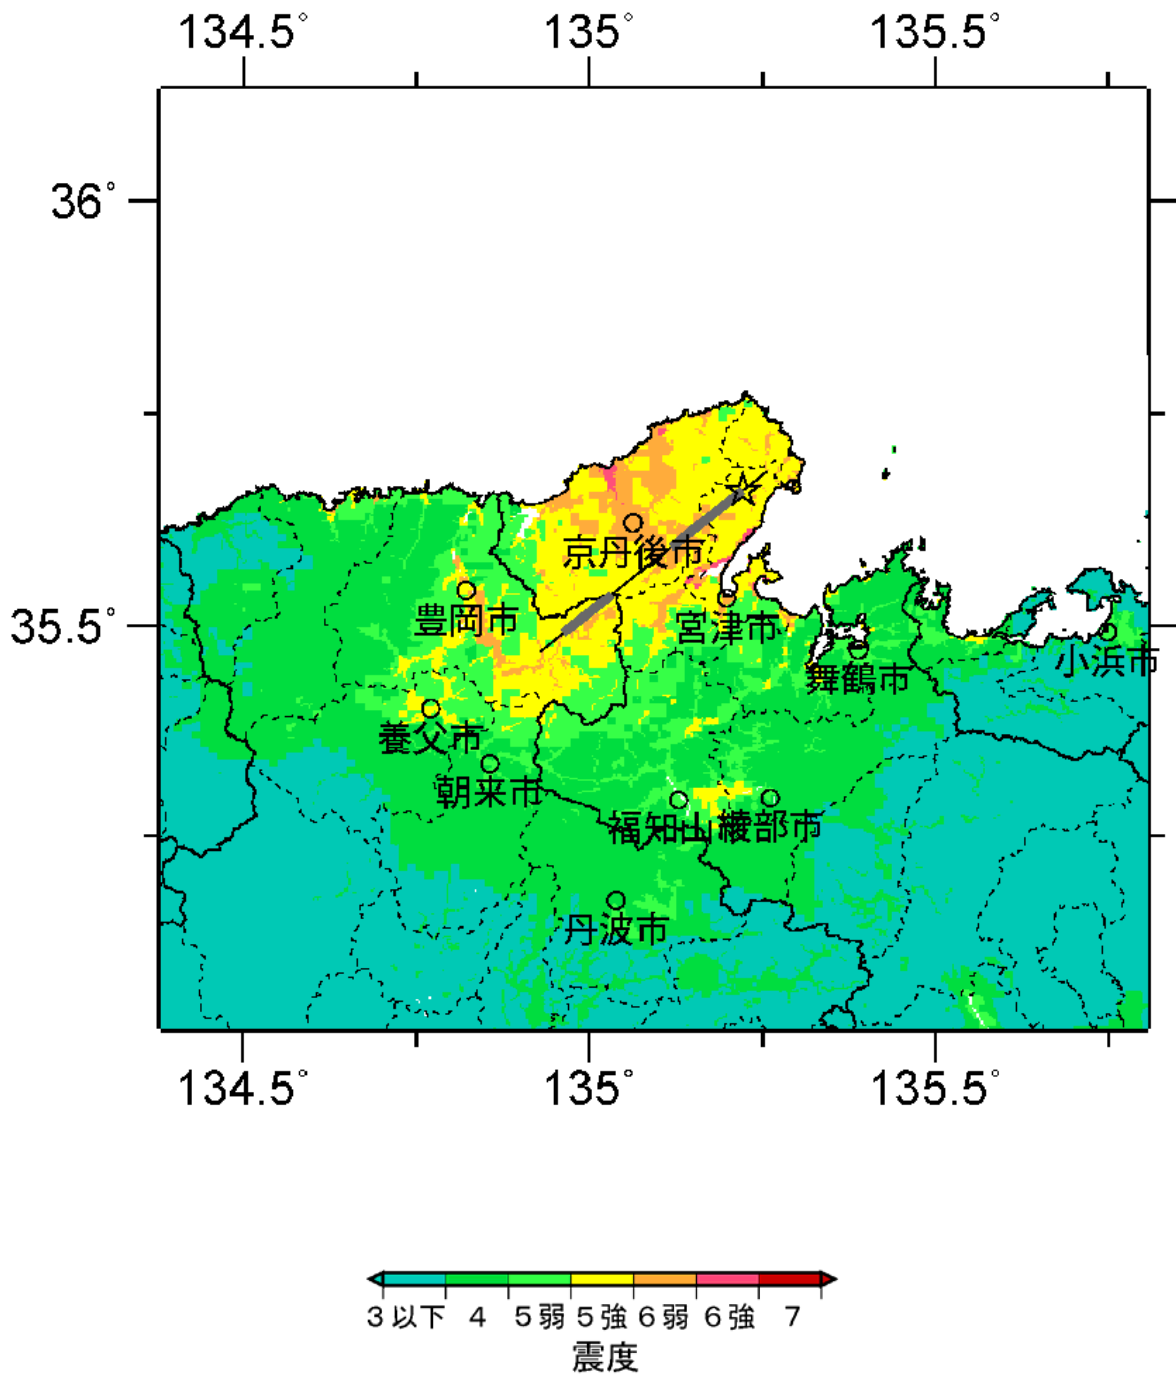 134.5° 135° 135.5°
36°
京丹後市
豊岡市
35.5°
宮津市
小浜市
舞鶴市
養父市
朝来市
福知山 綾部市
丹波市
134.5° 135° 135.5°
3以下 4 5弱 5強 6弱 6強 7
震度